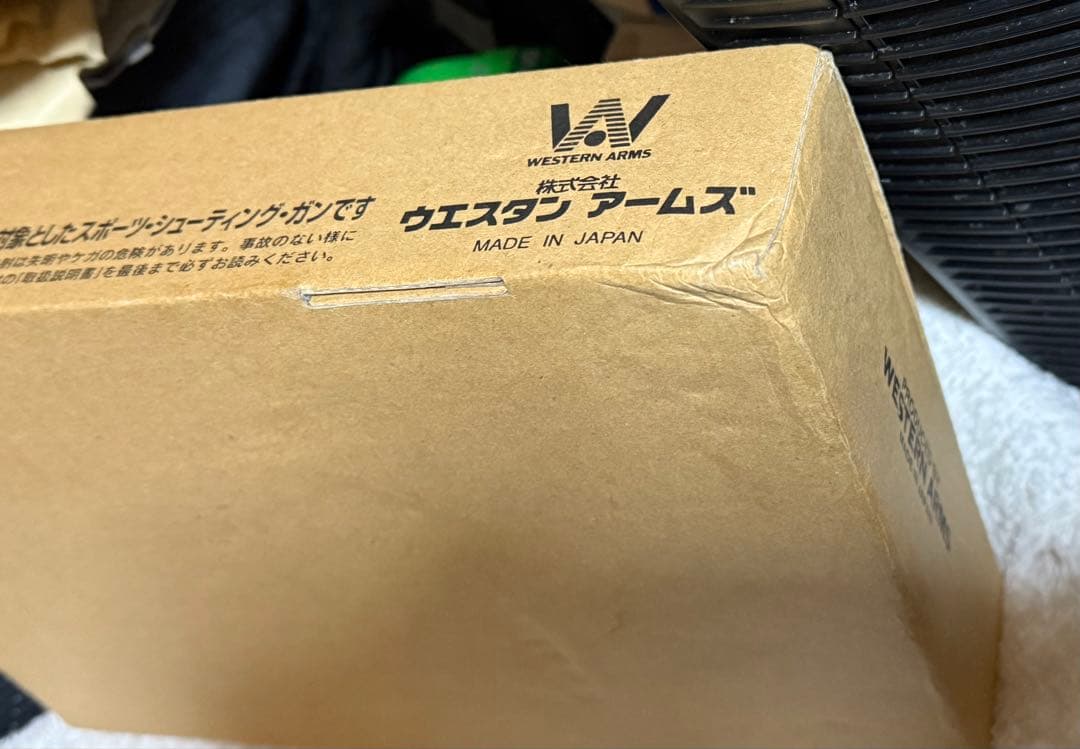 WESTERN ARMS
株式会社
ウエスタン アームズ
MADE IN JAPAN
対象としたスポーツ・シューティング・ガンです
射は失明やケガの危険があります。事故のない様に
の「取扱説明書」を最後まで必ずお読みください。
WESTERN ARMS